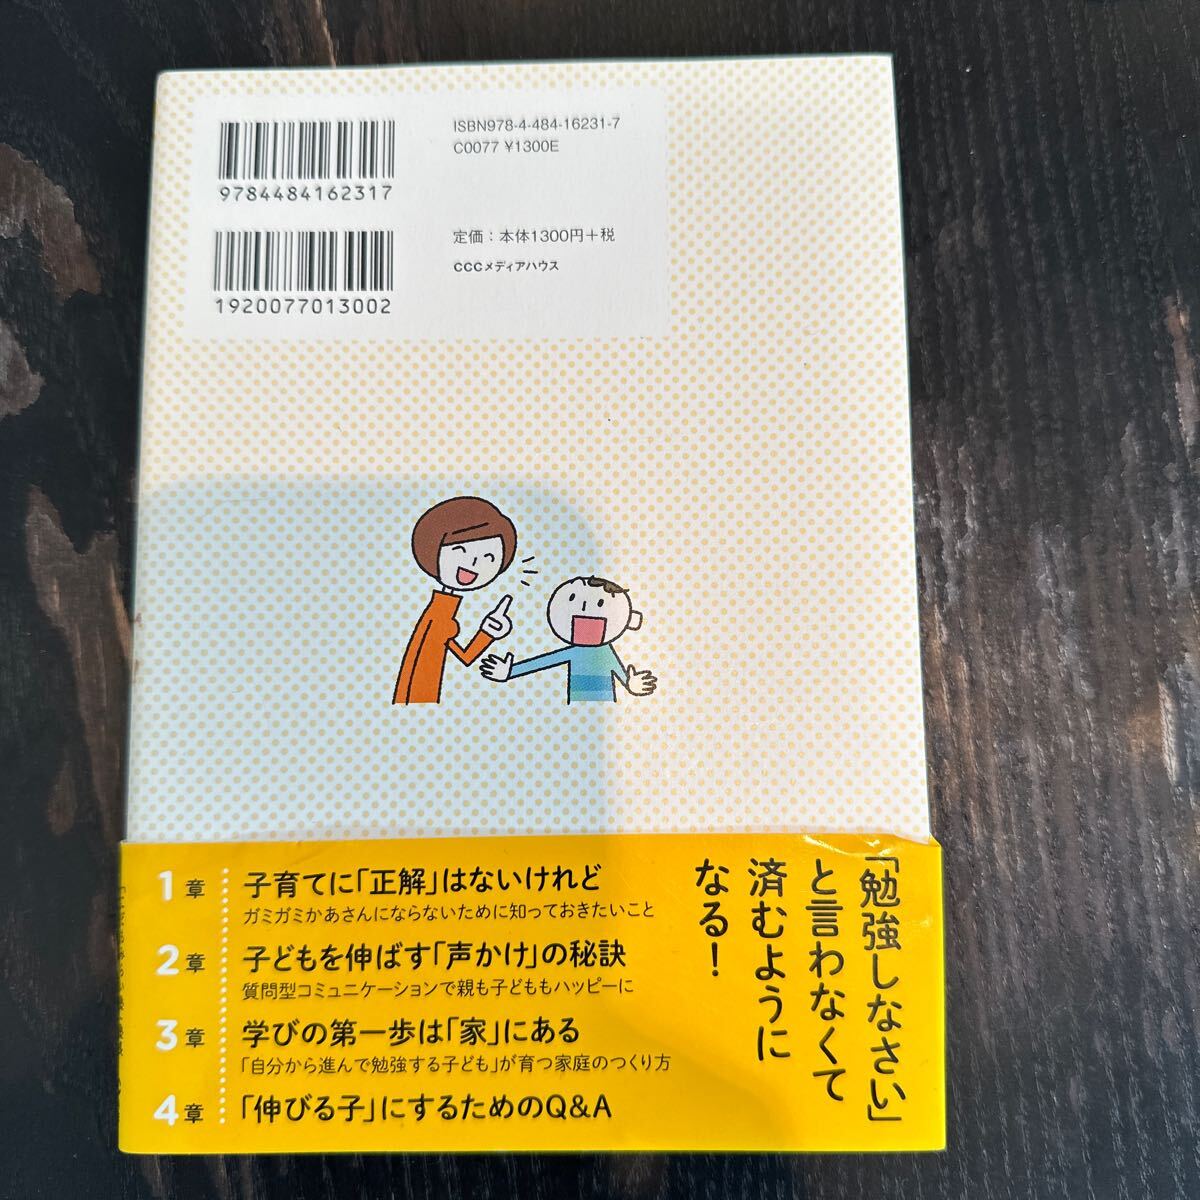 ISBN978-4-484-16231-7
C0077 ¥1300E
9784484162317
定価：本体1300円＋税
CCCメディアハウス
1920077013002
「勉強しなさい」
と言わなくて
済むように
なる！
1章 子育てに「正解」はないけれど
ガミガミかあさんにならないために知っておきたいこと
2章 子どもを伸ばす「声かけ」の秘訣
質問型コミュニケーションで親も子どももハッピーに
3章 学びの第一歩は「家」にある
「自分から進んで勉強する子ども」が育つ家庭のつくり方
4章 「伸びる子」にするためのQ&A